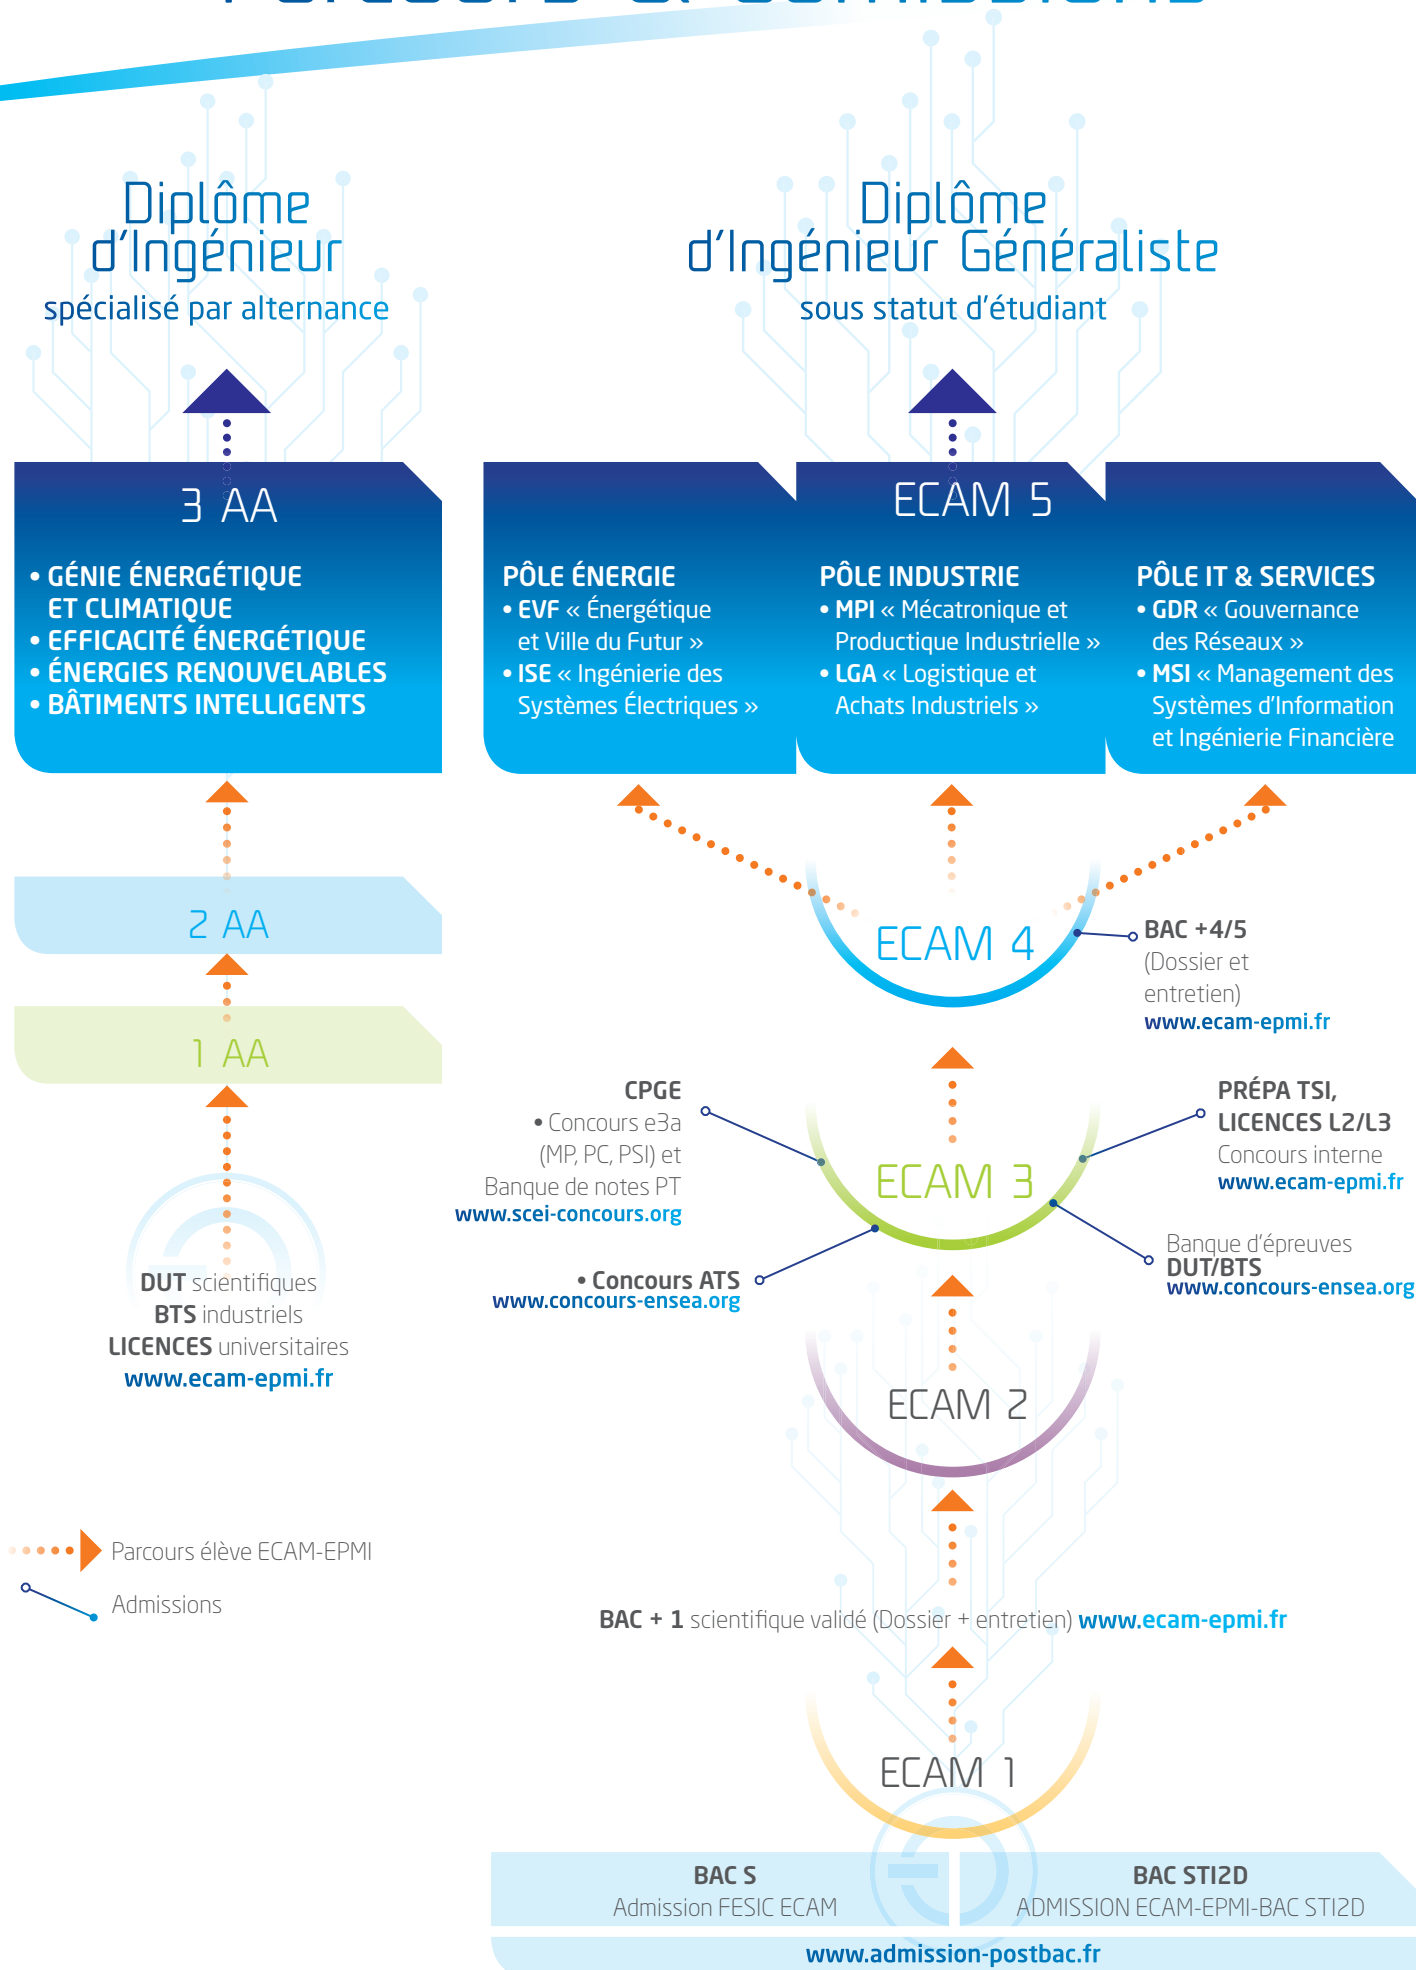 Parcours & admissions
Diplôme
d'Ingénieur
spécialisé par alternance
3 AA
• GÉNIE ÉNERGÉTIQUE
ET CLIMATIQUE
• EFFICACITÉ ÉNERGÉTIQUE
• ÉNERGIES RENOUVELABLES
• BÂTIMENTS INTELLIGENTS
2 AA
1 AA
DUT scientifiques
BTS industriels
LICENCES universitaires
www.ecam-epmi.fr
Parcours élève ECAM-EPMI
Admissions
Diplôme
d'Ingénieur Généraliste
sous statut d'étudiant
ECAM 5
PÔLE ÉNERGIE
• EVF « Énergétique
et Ville du Futur »
• ISE « Ingénierie des
Systèmes Électriques »
PÔLE INDUSTRIE
• MPI « Mécatronique et
Productique Industrielle »
• LGA « Logistique et
Achats Industriels »
PÔLE IT & SERVICES
• GDR « Gouvernance
des Réseaux »
• MSI « Management des
Systèmes d'Information
et Ingénierie Financière
ECAM 4
BAC +4/5
(Dossier et
entretien)
www.ecam-epmi.fr
CPGE
• Concours e3a
(MP, PC, PSI) et
Banque de notes PT
www.scei-concours.org
• Concours ATS
www.concours-ensea.org
ECAM 3
PRÉPA TSI,
LICENCES L2/L3
Concours interne
www.ecam-epmi.fr
Banque d'épreuves
DUT/BTS
www.concours-ensea.org
ECAM 2
BAC + 1 scientifique validé (Dossier + entretien) www.ecam-epmi.fr
ECAM 1
BAC S
Admission FESIC ECAM
BAC STI2D
ADMISSION ECAM-EPMI-BAC STI2D
www.admission-postbac.fr